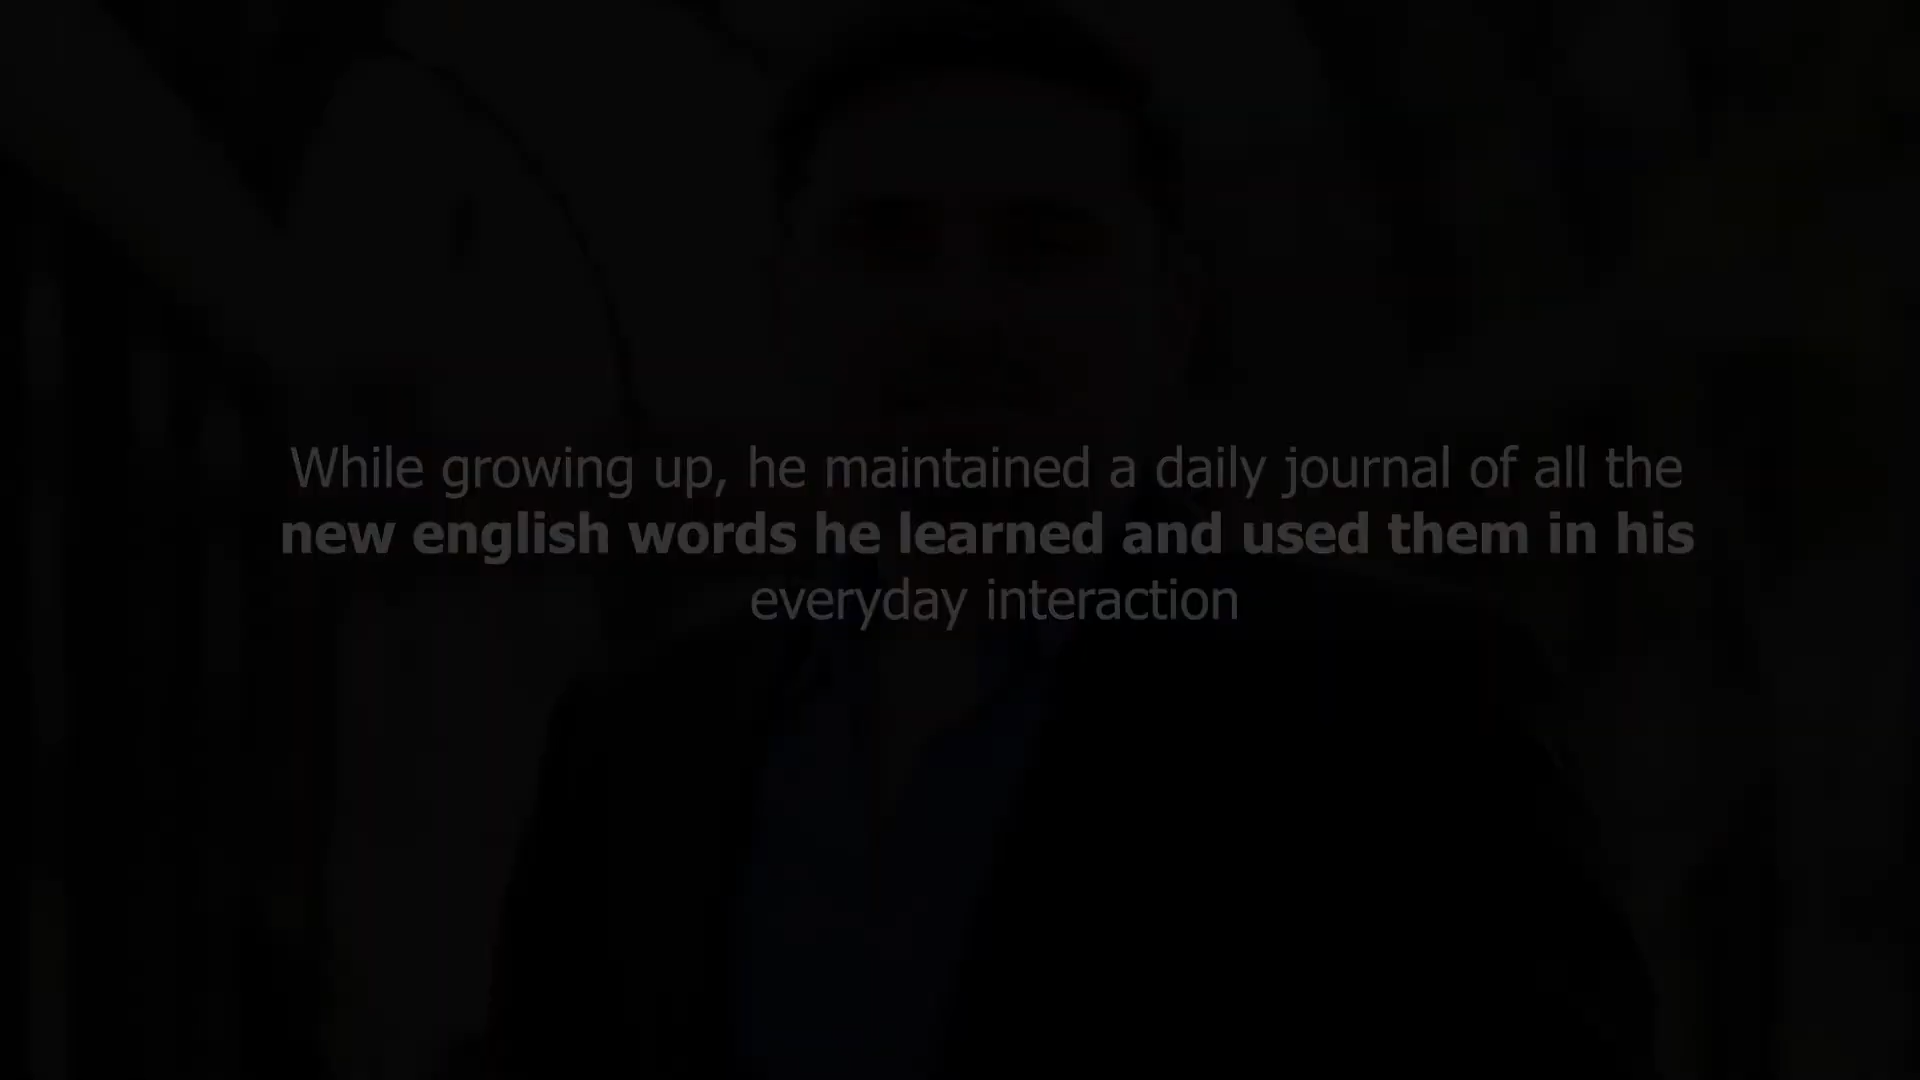 While growing up, he maintained a daily journal of all the
new english words he learned and used them in his
everyday interaction